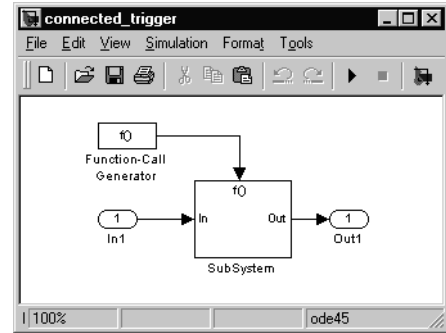 connected_trigger
File Edit View Simulation Format Tools
f()
Function-Call
Generator
f()
1
In1
In
Out
1
Out1
SubSystem
100%
ode45